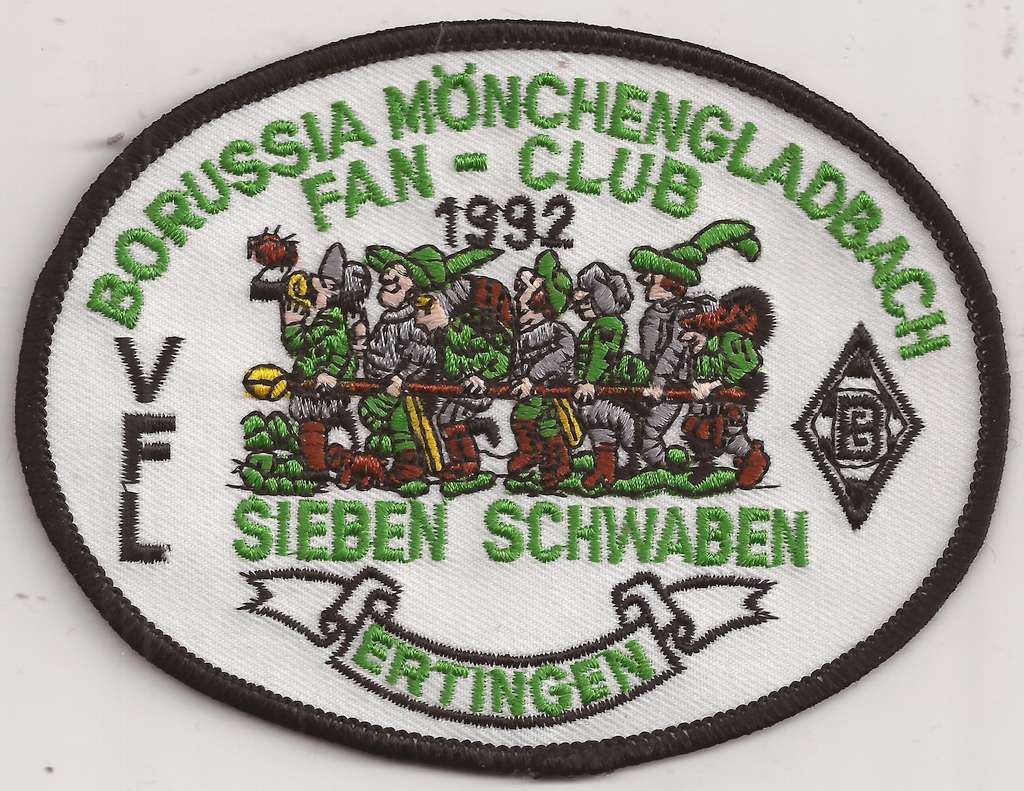 BORUSSIA MÖNCHENGLADBACH
FAN - CLUB
1992
VFL
B
SIEBEN SCHWABEN
ERTINGEN